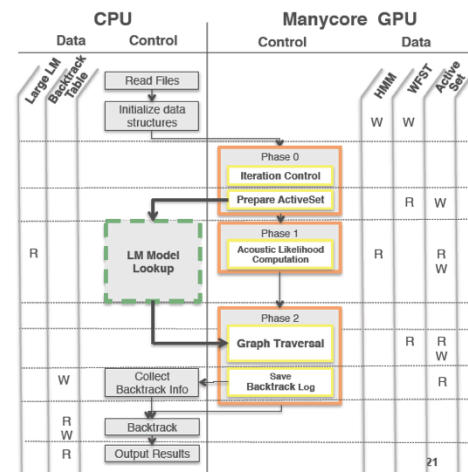 CPU
Manycore GPU
Data
Control
Control
Data
Large LM
Backtrack
Table
HMM
WFST
Active
Set
Read Files
Initialize data
structures
W
W
Phase 0
Iteration Control
Prepare ActiveSet
R
W
Phase 1
R
LM Model
Lookup
Acoustic Likelihood
Computation
R
R
W
Phase 2
Graph Traversal
R
R
W
W
Collect
Backtrack Info
Save
Backtrack Log
R
R
W
Backtrack
R
Output Results
21